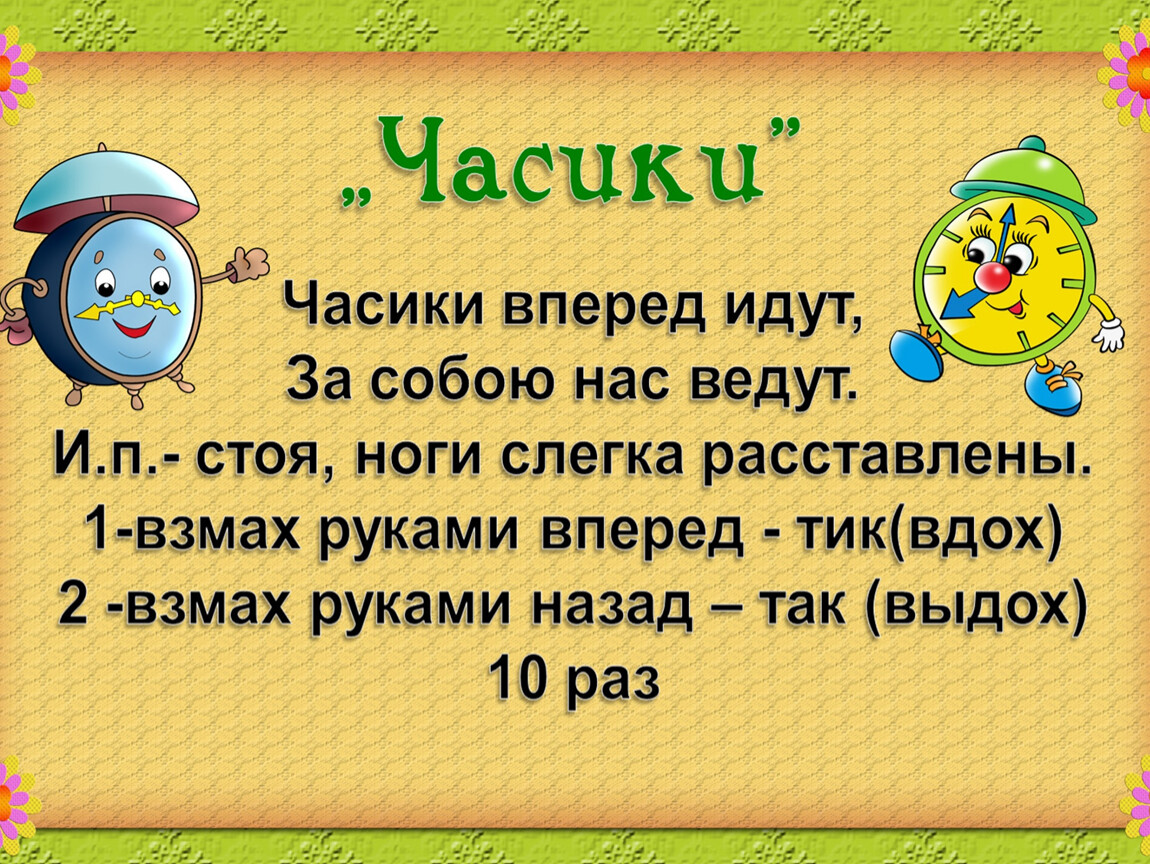 „Часики”
Часики вперед идут,
За собою нас ведут.
И.п.- стоя, ноги слегка расставлены.
1-взмах руками вперед - тик(вдох)
2 -взмах руками назад – так (выдох)
10 раз